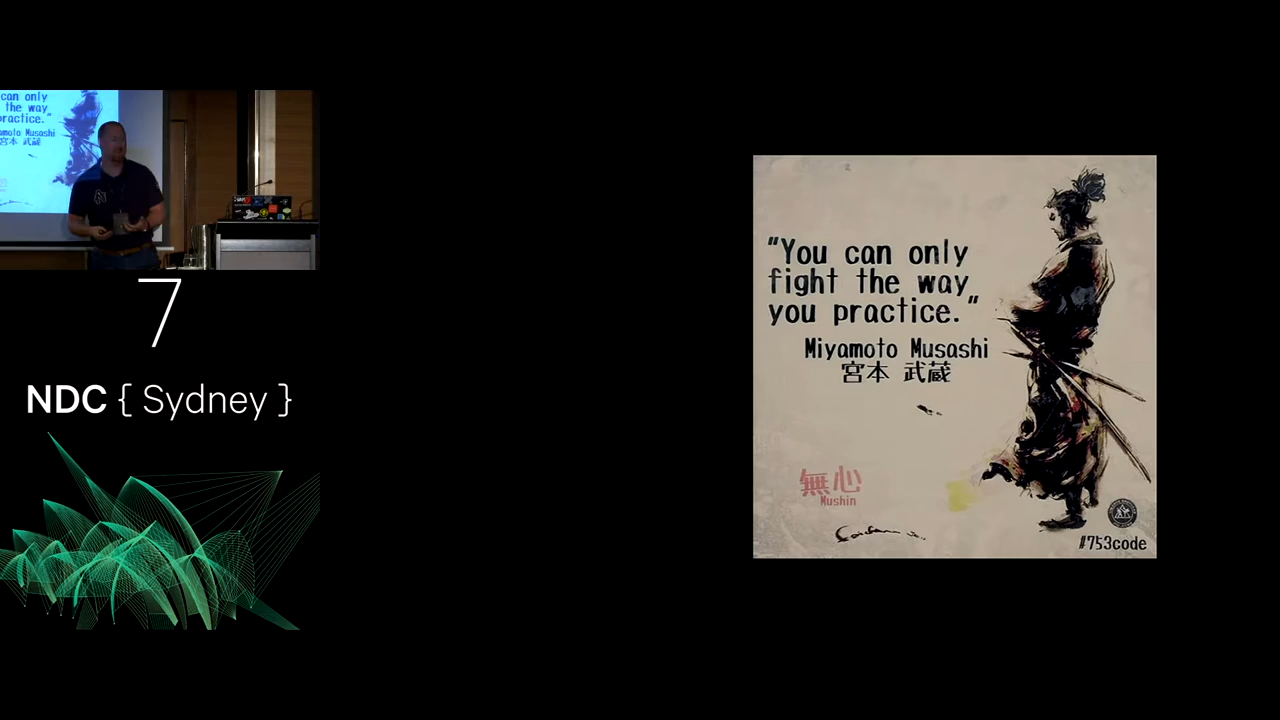 can only
the way
practice."
amoto Musashi
宮本 武蔵
7
NDC { Sydney }
"You can only
fight the way
you practice."
Miyamoto Musashi
宮本 武蔵
無心
Mushin
#753code